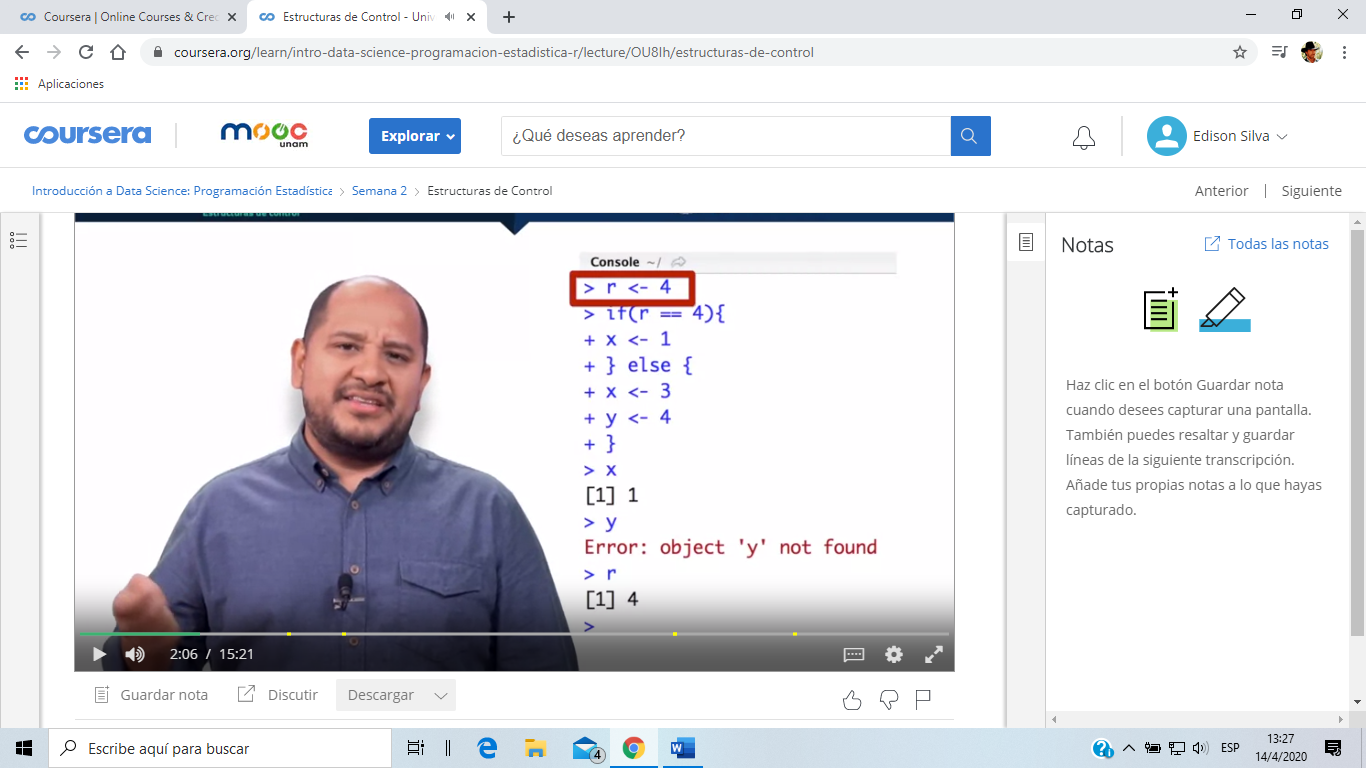 Coursera | Online Courses & Cred
Estructuras de Control - Univ
coursera.org/learn/intro-data-science-programacion-estadistica-r/lecture/OU8lh/estructuras-de-control
Aplicaciones
coursera
mooc
unam
Explorar
¿Qué deseas aprender?
Edison Silva
Introducción a Data Science: Programación Estadística
Semana 2
Estructuras de Control
Anterior | Siguiente
Estructuras de control
Console ~/
> r <- 4
> if(r == 4){
+ x <- 1
+ } else {
+ x <- 3
+ y <- 4
+ }
> x
[1] 1
> y
Error: object 'y' not found
> r
[1] 4
>
2:06 / 15:21
Guardar nota
Discutir
Descargar
Notas
Todas las notas
Haz clic en el botón Guardar nota
cuando desees capturar una pantalla.
También puedes resaltar y guardar
líneas de la siguiente transcripción.
Añade tus propias notas a lo que hayas
capturado.
Escribe aquí para buscar
4
ESP
13:27
14/4/2020